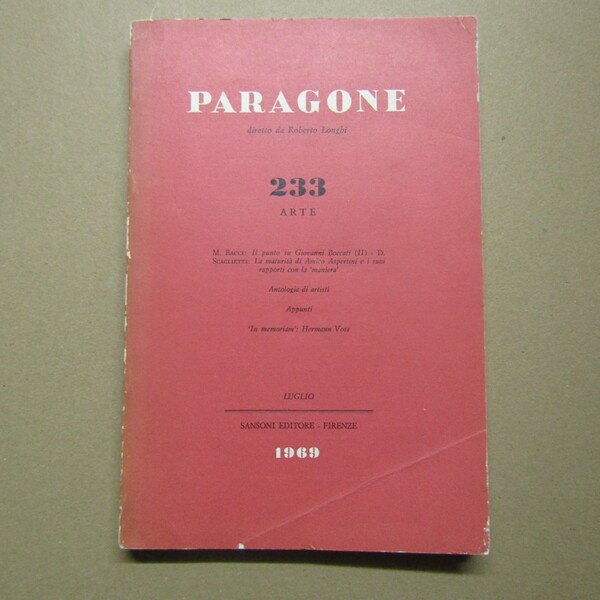 PARAGONE
diretto da Roberto Longhi
233
ARTE
M. BACCI: Il punto su Giovanni Boccati (II) - D.
SCAGLIETTI: La maturità di Amico Aspertini e i suoi
rapporti con la 'maniera'
Antologia di artisti
Appunti
'In memoriam': Hermann Voss
LUGLIO
SANSONI EDITORE - FIRENZE
1969